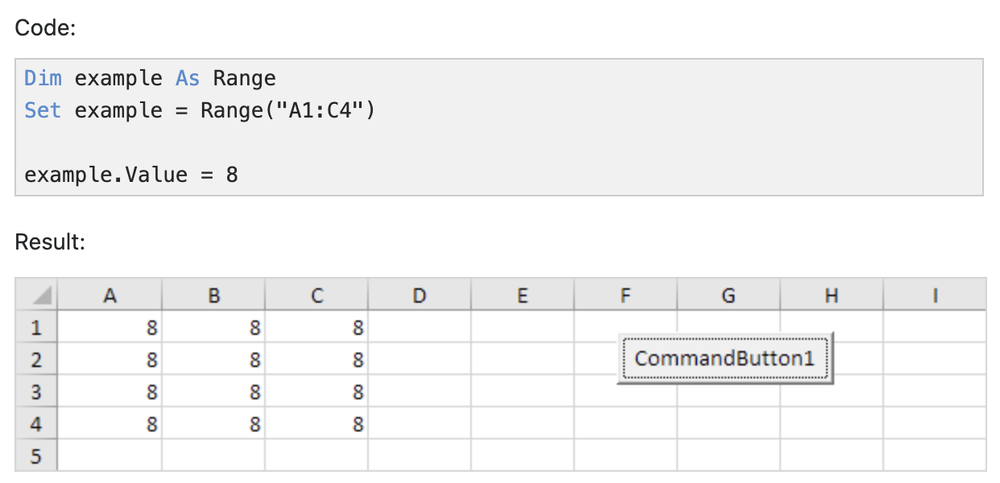 Code:
Dim example As Range
Set example = Range("A1:C4")
example.Value = 8
Result:
A B C D E F G H I
1 8 8 8
2 8 8 8
CommandButton1
3 8 8 8
4 8 8 8
5